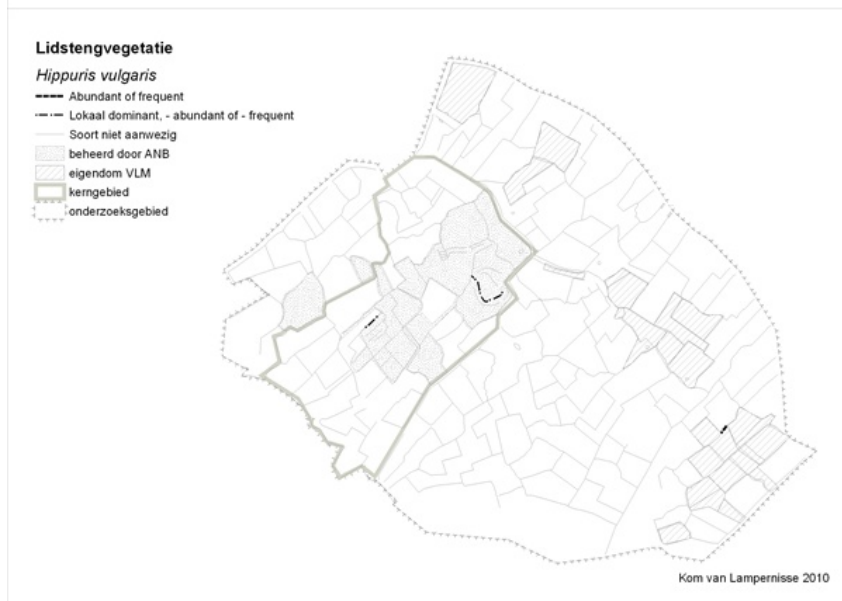 Lidstengvegetatie
Hippuris vulgaris
Abundant of frequent
Lokaal dominant, - abundant of - frequent
Soort niet aanwezig
beheerd door ANB
eigendom VLM
kerngebied
onderzoeksgebied
Kom van Lampernisse 2010